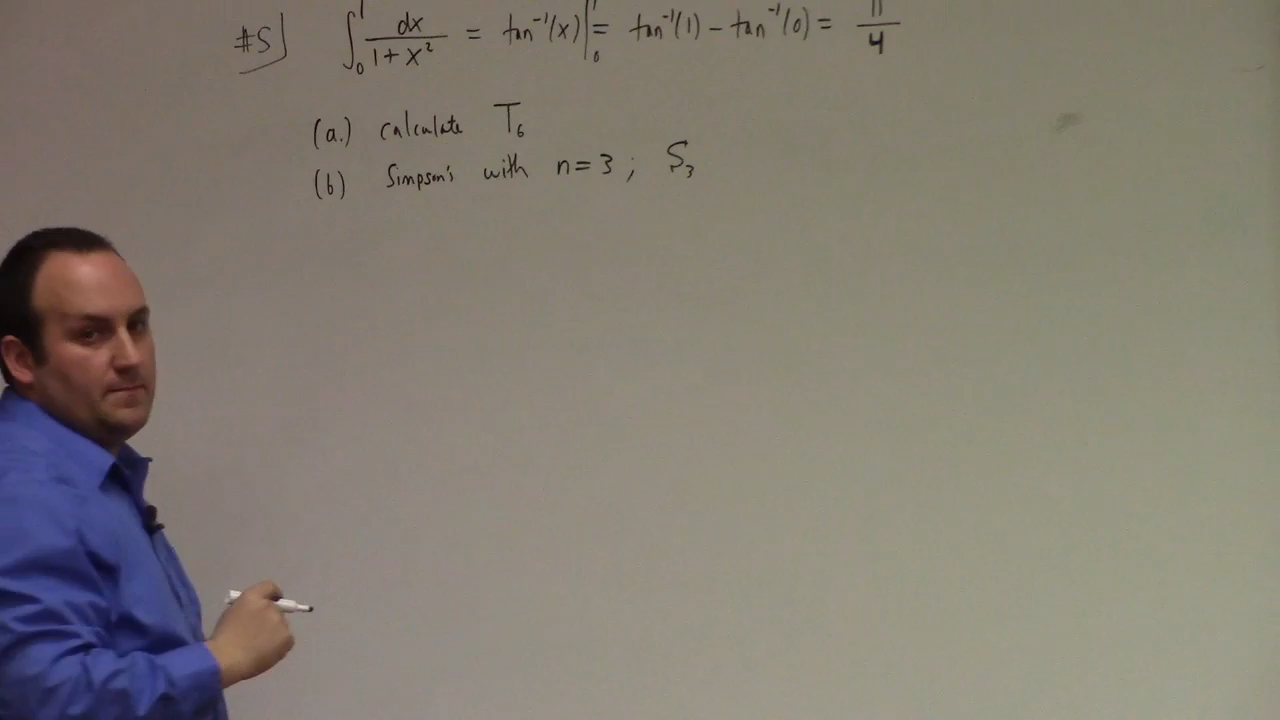 #5] ∫₀¹ dx/(1+x²) = tan⁻¹(x)|₀¹ = tan⁻¹(1) – tan⁻¹(0) = π/4
(a.) calculate T₆
(b) Simpson's with n=3 ; S₃